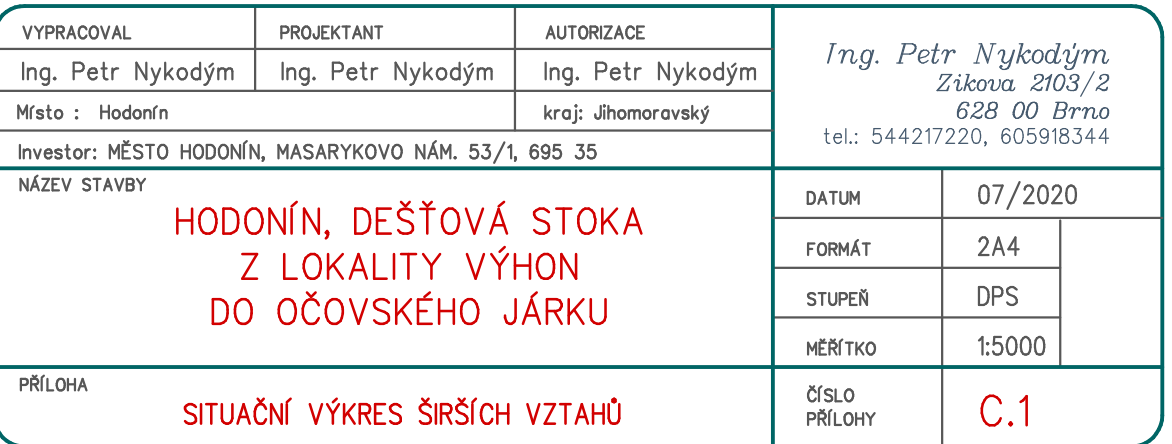 VYPRACOVAL PROJEKTANT AUTORIZACE
Ing. Petr Nykodým Ing. Petr Nykodým Ing. Petr Nykodým
Místo : Hodonín kraj: Jihomoravský
Investor: MĚSTO HODONÍN, MASARYKOVO NÁM. 53/1, 695 35
Ing. Petr Nykodým
Zikova 2103/2
628 00 Brno
tel.: 544217220, 605918344
NÁZEV STAVBY
HODONÍN, DEŠŤOVÁ STOKA
Z LOKALITY VÝHON
DO OČOVSKÉHO JÁRKU
DATUM 07/2020
FORMÁT 2A4
STUPEŇ DPS
MĚŘÍTKO 1:5000
PŘÍLOHA
SITUAČNÍ VÝKRES ŠIRŠÍCH VZTAHŮ
ČÍSLO
PŘÍLOHY C.1